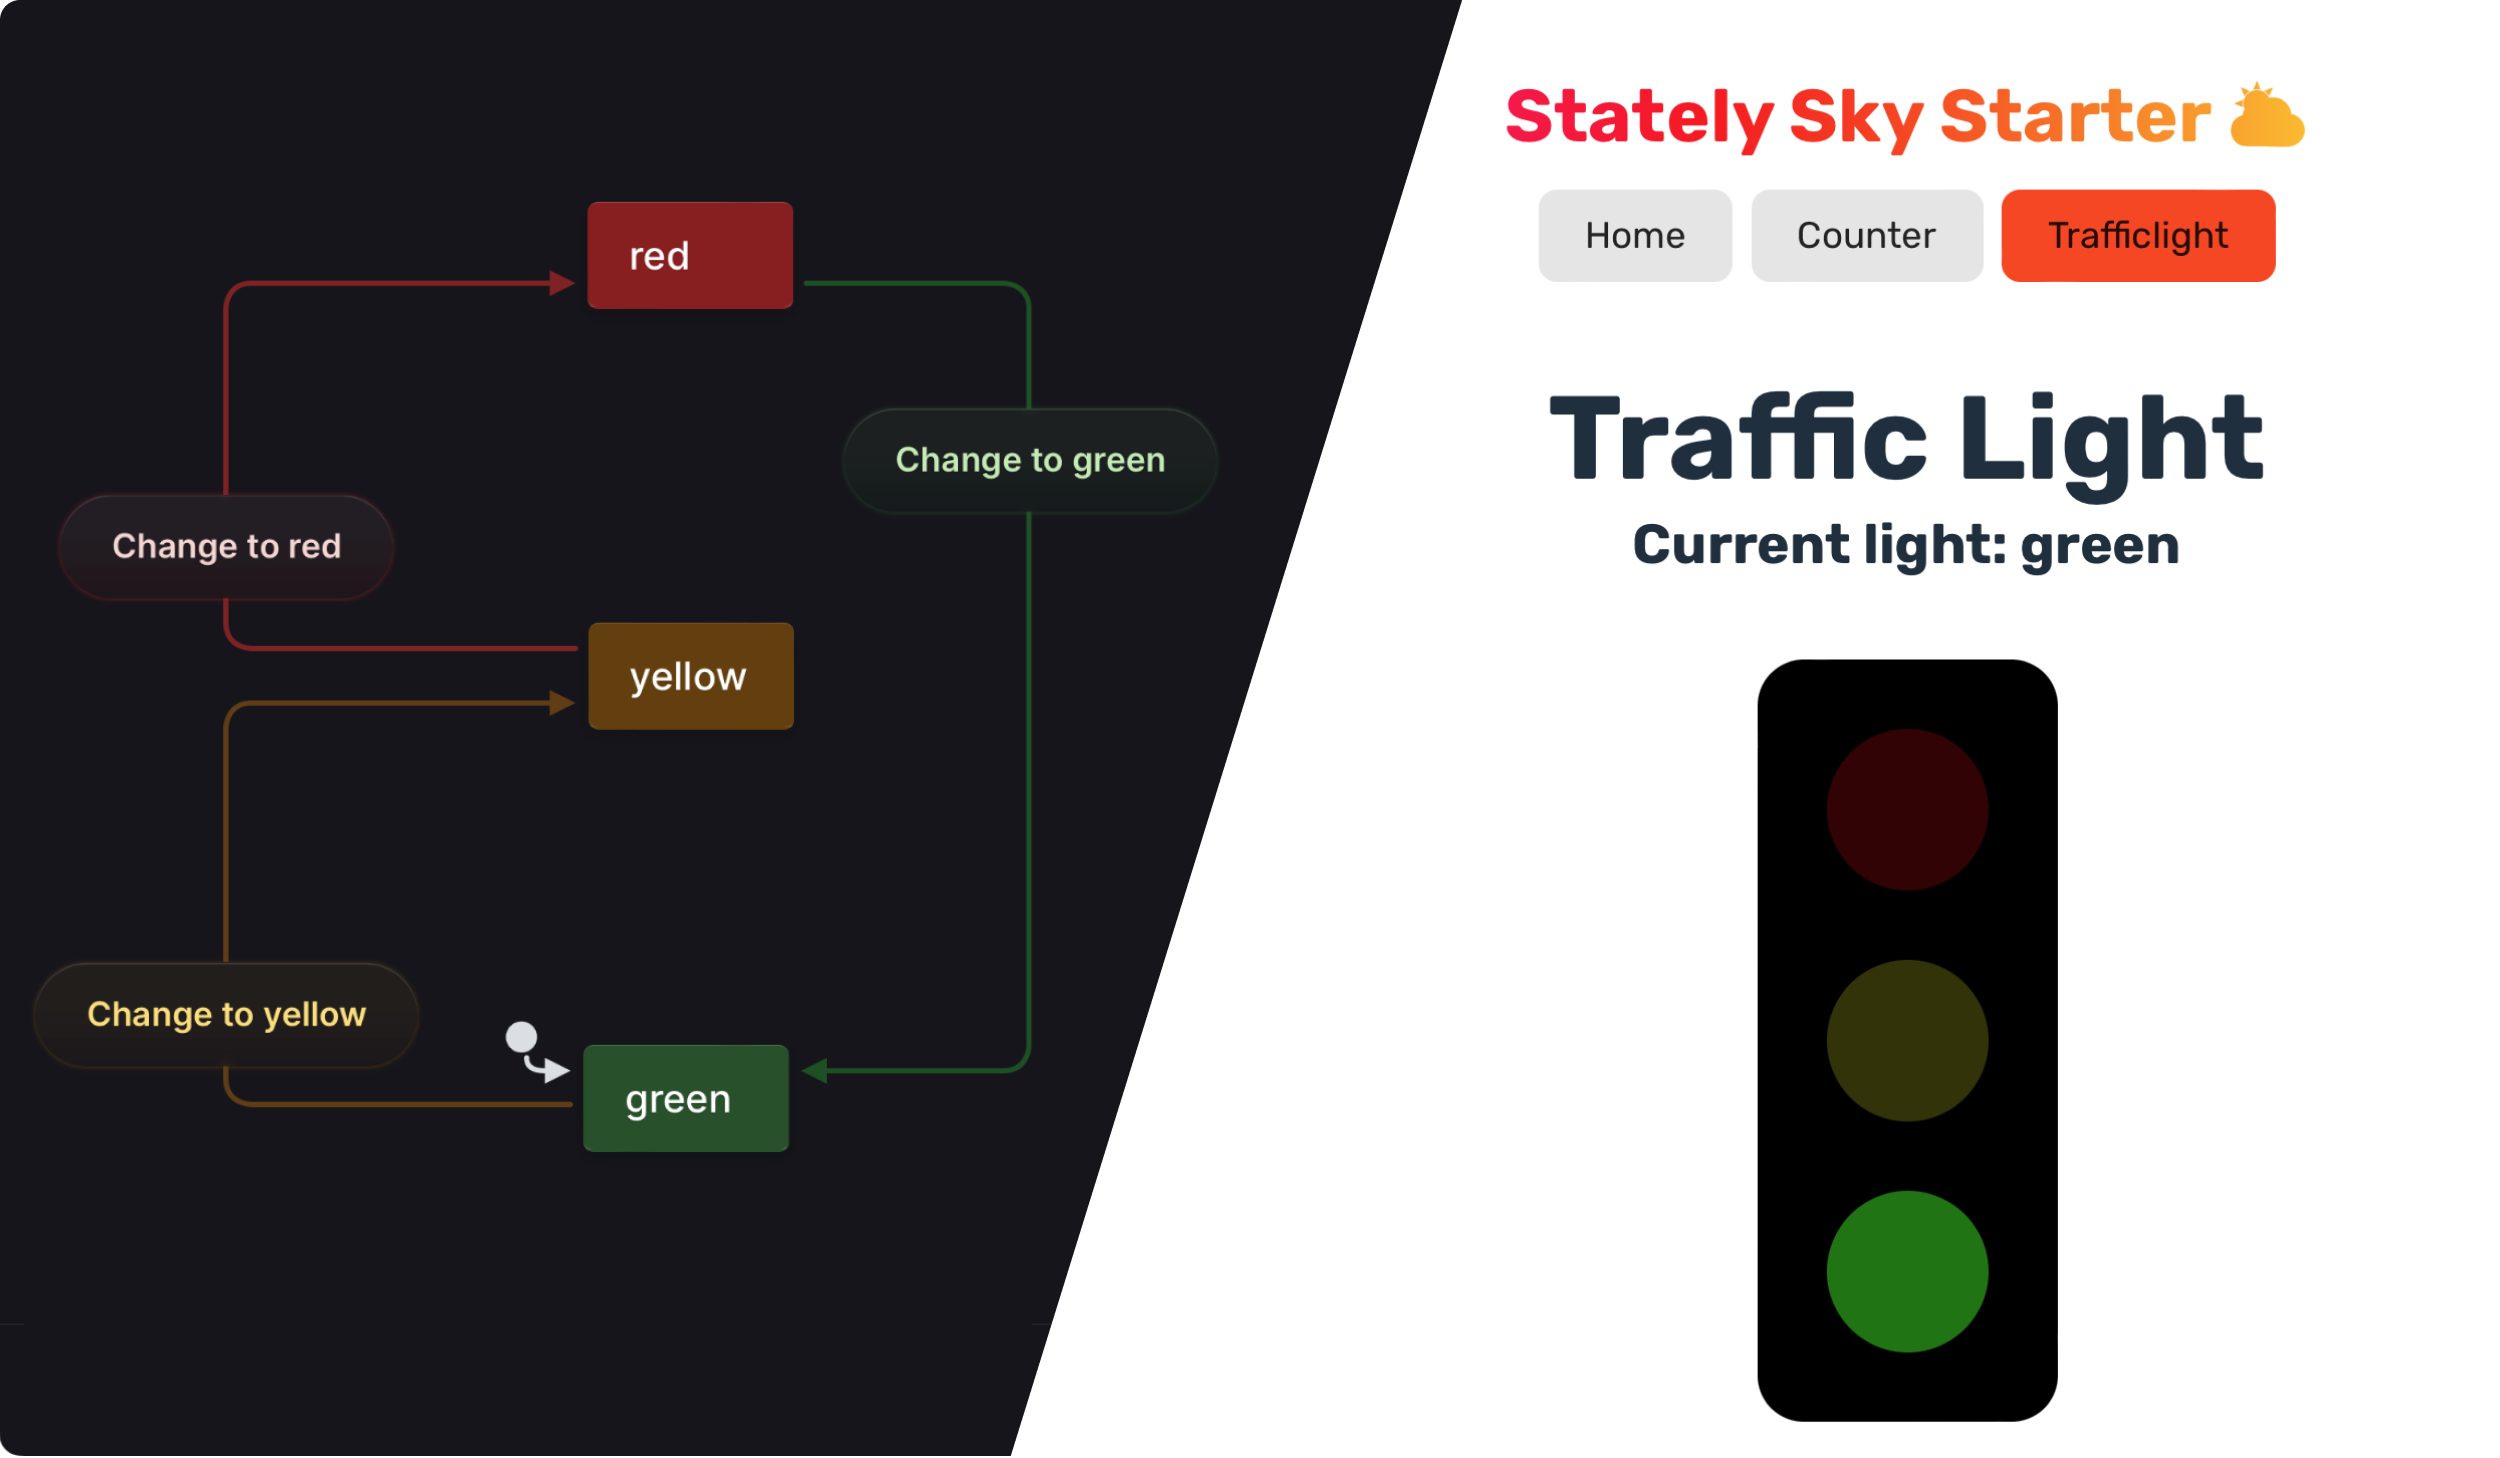 red
Change to green
Change to red
yellow
Change to yellow
green
Stately Sky Starter
Home
Counter
Trafficlight
Traffic Light
Current light: green